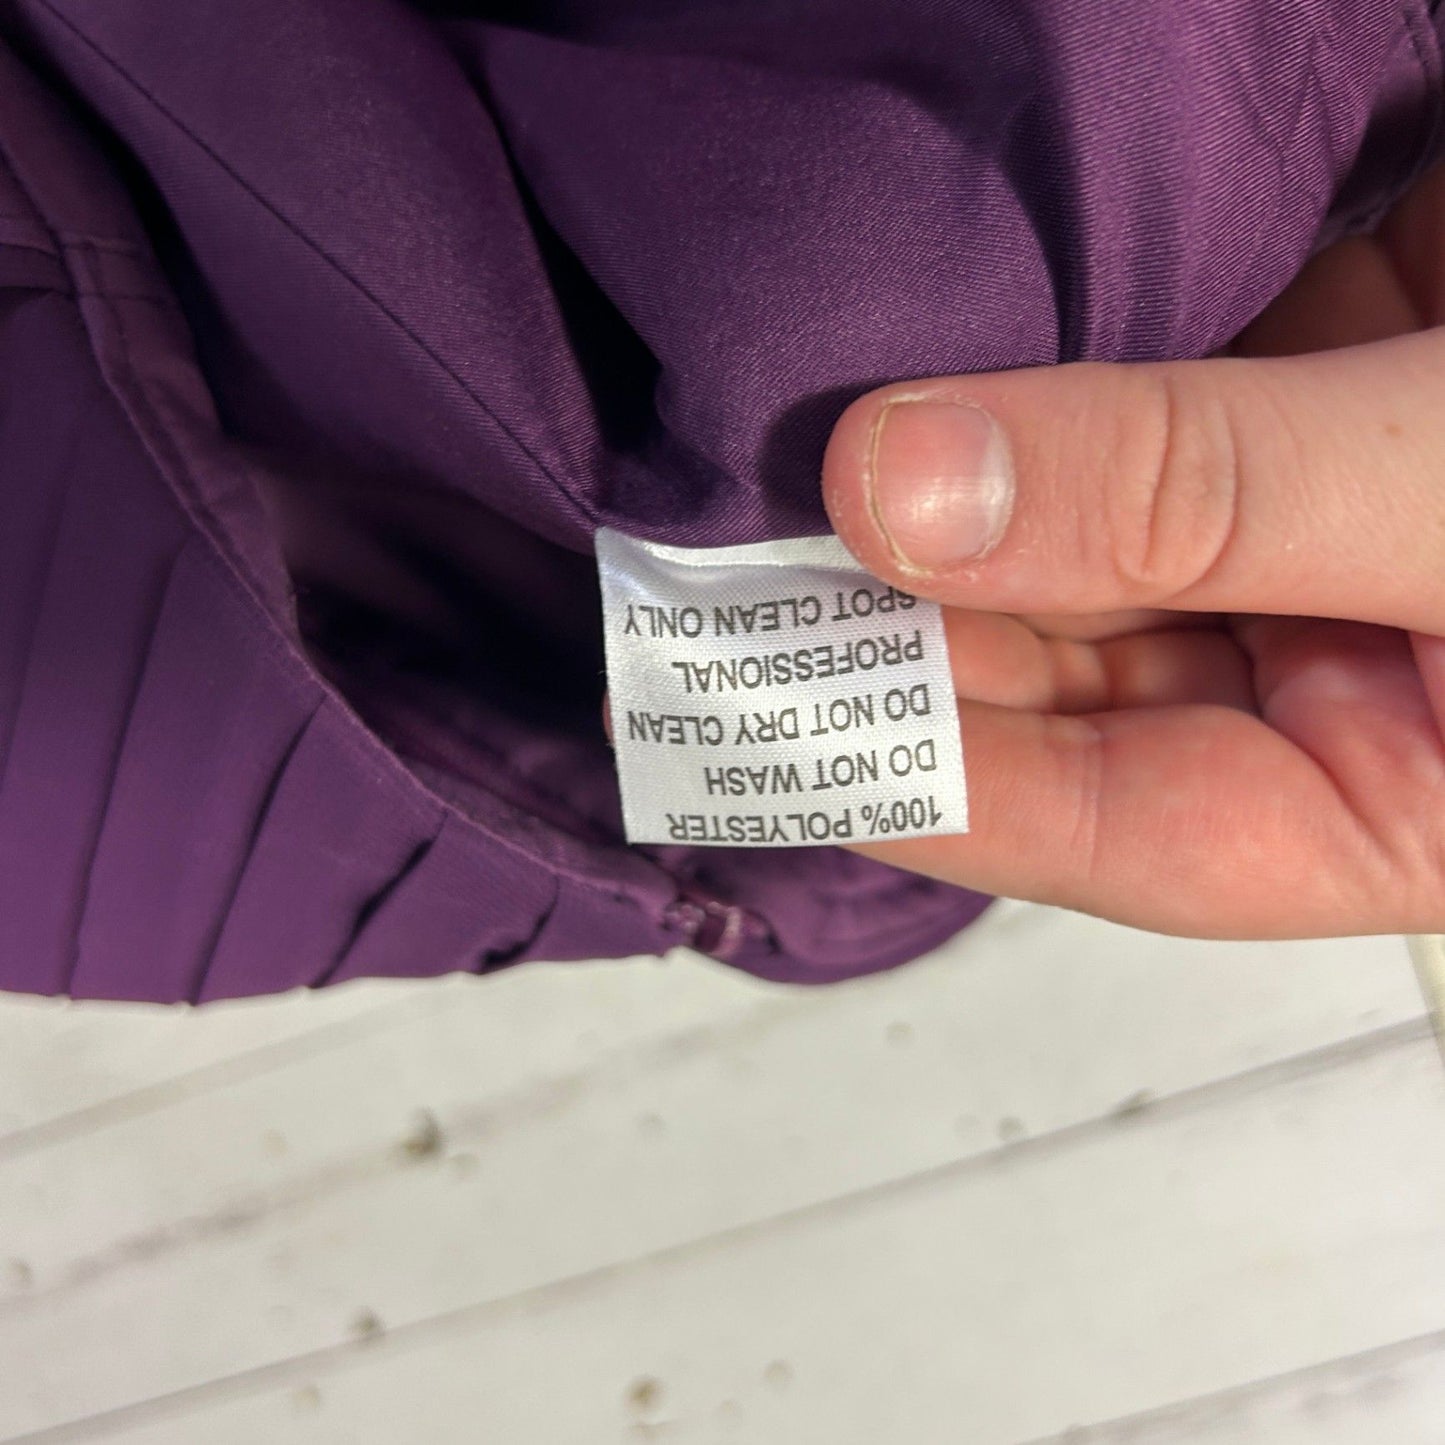 100% POLYESTER
DO NOT WASH
DO NOT DRY CLEAN
PROFESSIONAL
SPOT CLEAN ONLY